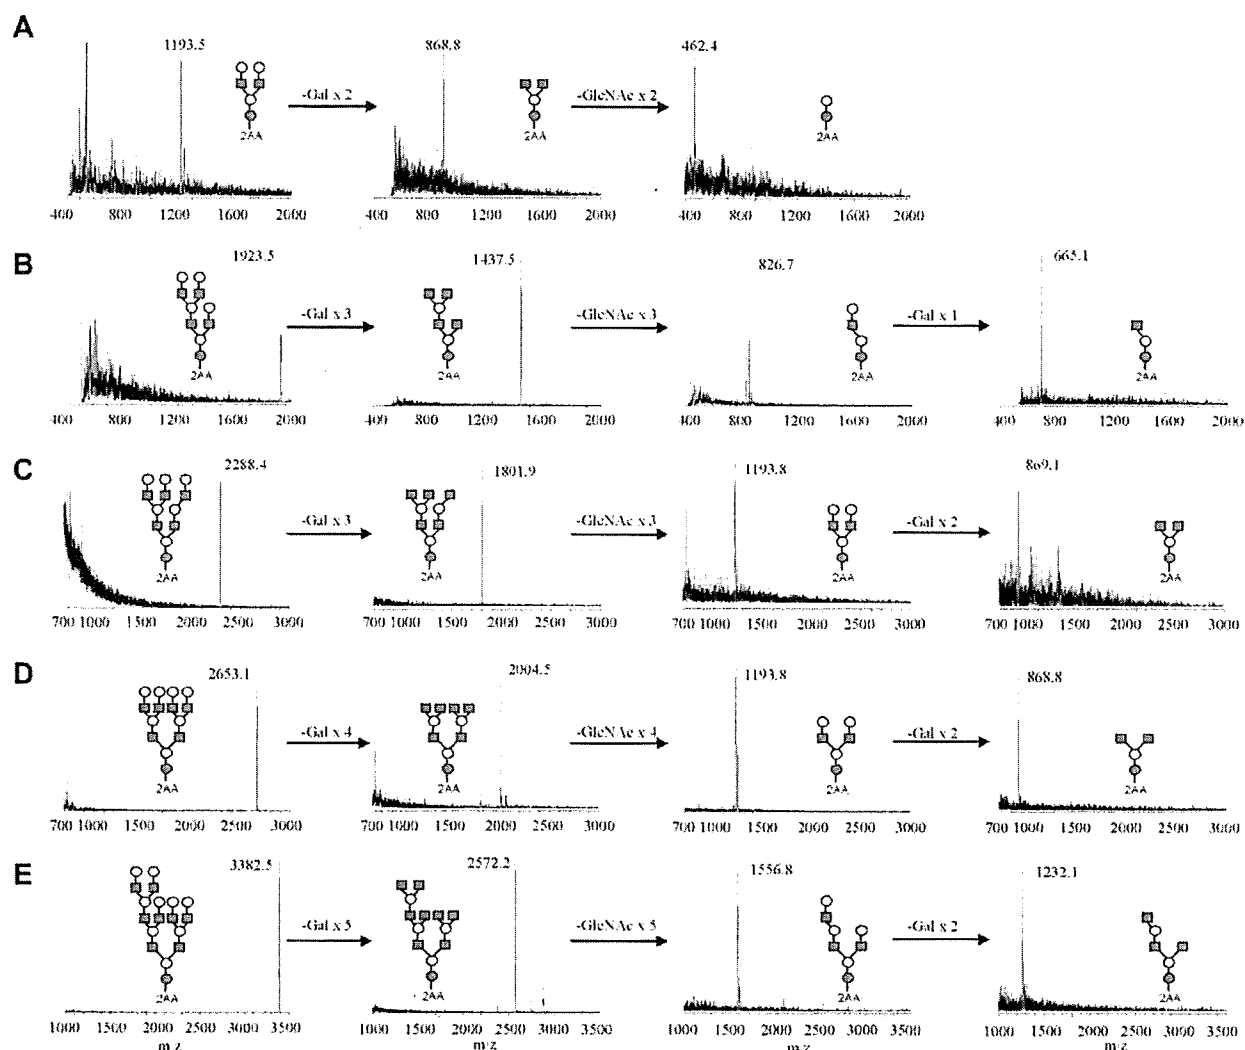 A
1193.5
868.8
462.4
-Gal x 2
-GlcNAc x 2
2AA
2AA
2AA
400 800 1200 1600 2000
400 800 1200 1600 2000
400 800 1200 1600 2000
B
1923.5
1437.5
826.7
665.1
-Gal x 3
-GlcNAc x 3
-Gal x 1
2AA
2AA
2AA
2AA
400 800 1200 1600 2000
400 800 1200 1600 2000
400 800 1200 1600 2000
400 800 1200 1600 2000
C
2288.4
1801.9
1193.8
869.1
-Gal x 3
-GlcNAc x 3
-Gal x 2
2AA
2AA
2AA
2AA
700 1000 1500 2000 2500 3000
700 1000 1500 2000 2500 3000
700 1000 1500 2000 2500 3000
700 1000 1500 2000 2500 3000
D
2653.1
2004.5
1193.8
868.8
-Gal x 4
-GlcNAc x 4
-Gal x 2
2AA
2AA
2AA
2AA
700 1000 1500 2000 2500 3000
700 1000 1500 2000 2500 3000
700 1000 1500 2000 2500 3000
700 1000 1500 2000 2500 3000
E
3382.5
2572.2
1556.8
1232.1
-Gal x 5
-GlcNAc x 5
-Gal x 2
2AA
2AA
2AA
2AA
1000 1500 2000 2500 3000 3500
1000 1500 2000 2500 3000 3500
1000 1500 2000 2500 3000 3500
1000 1500 2000 2500 3000 3500
m/z
m/z
m/z
m/z